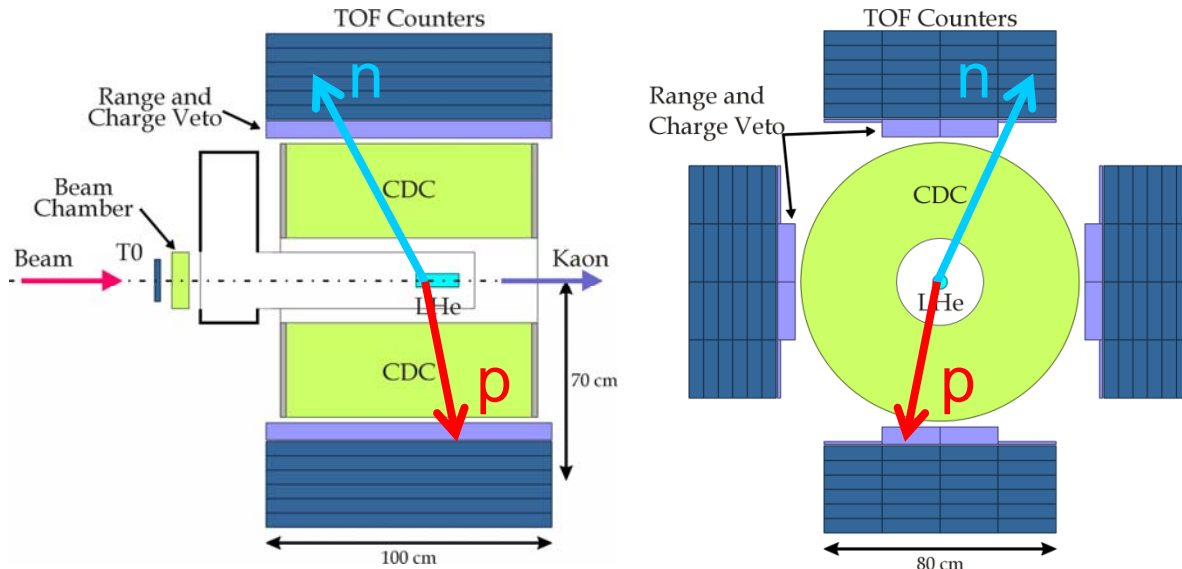 TOF Counters
n
Range and
Charge Veto
CDC
Beam
Chamber
T0
Beam
Kaon
LHe
CDC
70 cm
p
100 cm
TOF Counters
n
Range and
Charge Veto
CDC
LHe
p
80 cm